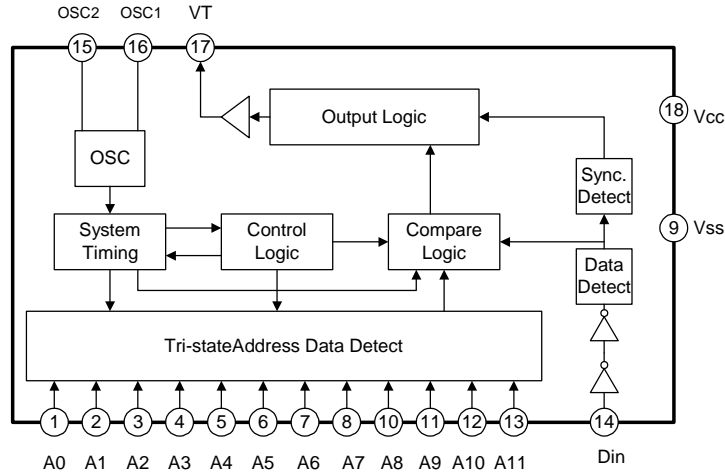 OSC2 OSC1 VT
15 16 17
Output Logic
18
Vcc
OSC
Sync.
Detect
System
Timing
Control
Logic
Compare
Logic
9
Vss
Data
Detect
Tri-stateAddress Data Detect
1 2 3 4 5 6 7 8 10 11 12 13 14
A0 A1 A2 A3 A4 A5 A6 A7 A8 A9 A10 A11 Din